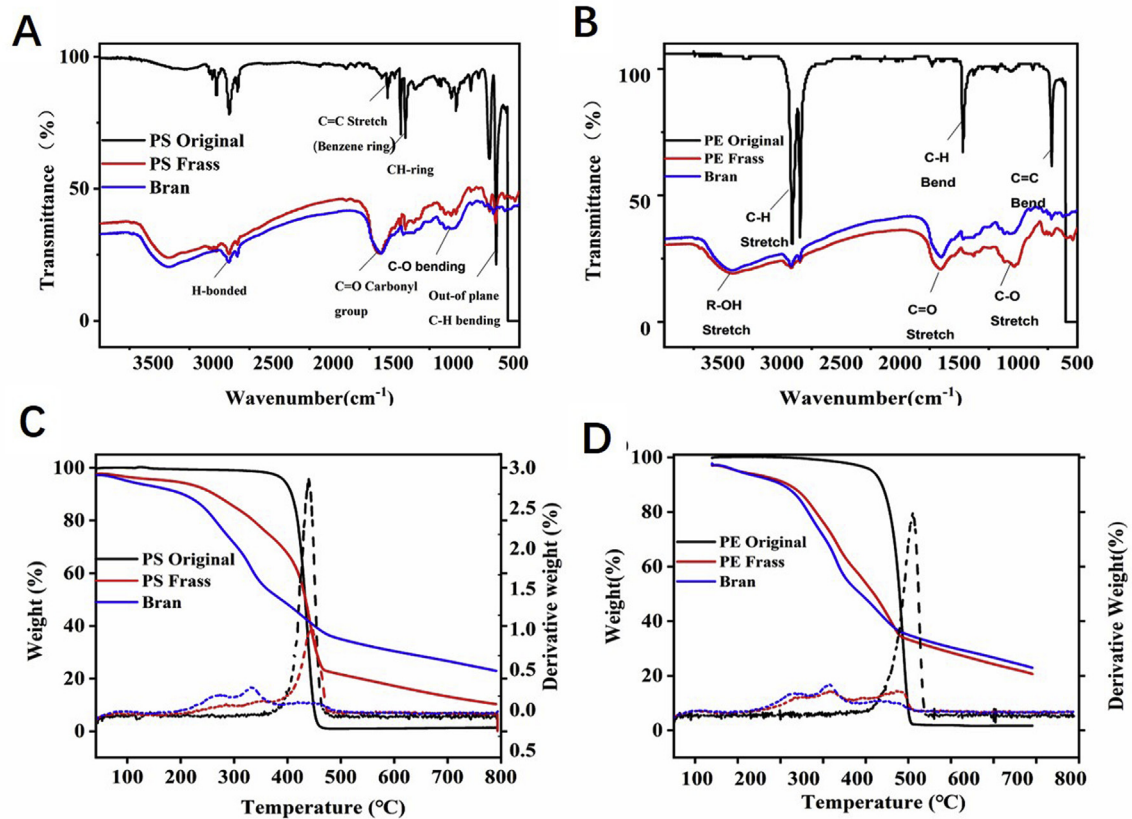 A
100
50
0
Transmittance (%)
PS Original
PS Frass
Bran
C=C Stretch
(Benzene ring)
CH-ring
H-bonded
C-O bending
C=O Carbonyl
group
Out-of plane
C-H bending
3500 3000 2500 2000 1500 1000 500
Wavenumber(cm-1)
B
100
50
0
Transmittance (%)
PE Original
PE Frass
Bran
C-H
Stretch
C-H
Bend
C=C
Bend
R-OH
Stretch
C=O
Stretch
C-O
Stretch
3500 3000 2500 2000 1500 1000 500
Wavenumber(cm-1)
C
100
80
60
40
20
0
Weight (%)
PS Original
PS Frass
Bran
3.0
2.5
2.0
1.5
1.0
0.5
0.0
0.5
Derivative weight (%)
100 200 300 400 500 600 700 800
Temperature (℃)
D
100
90
80
60
40
20
0
Weight(%)
PE Original
PE Frass
Bran
Derivative Weight(%)
100 200 300 400 500 600 700 800
Temperature (℃)